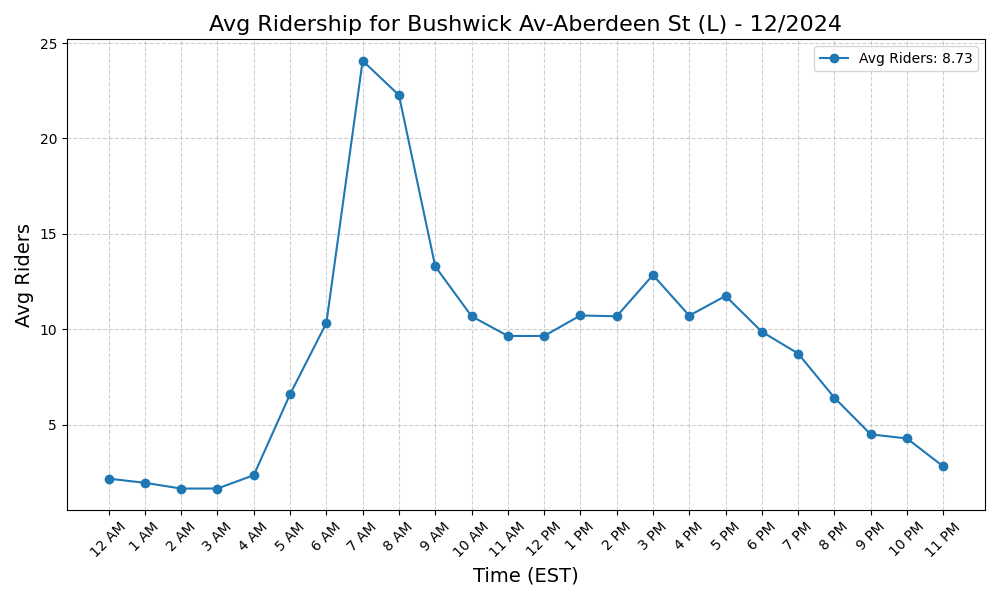 Avg Ridership for Bushwick Av-Aberdeen St (L) - 12/2024
Avg Riders: 8.73
Avg Riders
25
20
15
10
5
12 AM
1 AM
2 AM
3 AM
4 AM
5 AM
6 AM
7 AM
8 AM
9 AM
10 AM
11 AM
12 PM
1 PM
2 PM
3 PM
4 PM
5 PM
6 PM
7 PM
8 PM
9 PM
10 PM
11 PM
Time (EST)